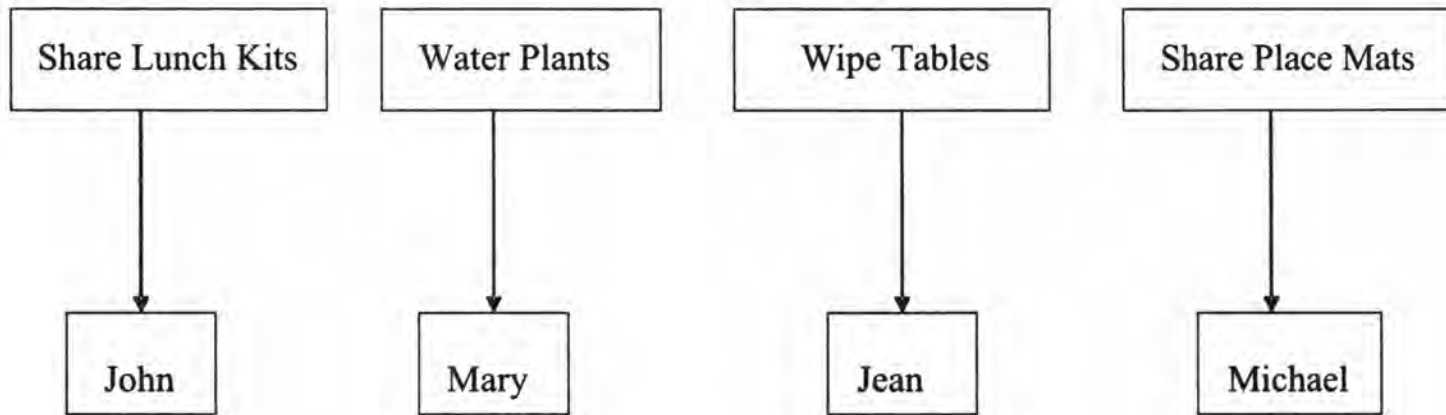 Share Lunch Kits
Water Plants
Wipe Tables
Share Place Mats
John
Mary
Jean
Michael